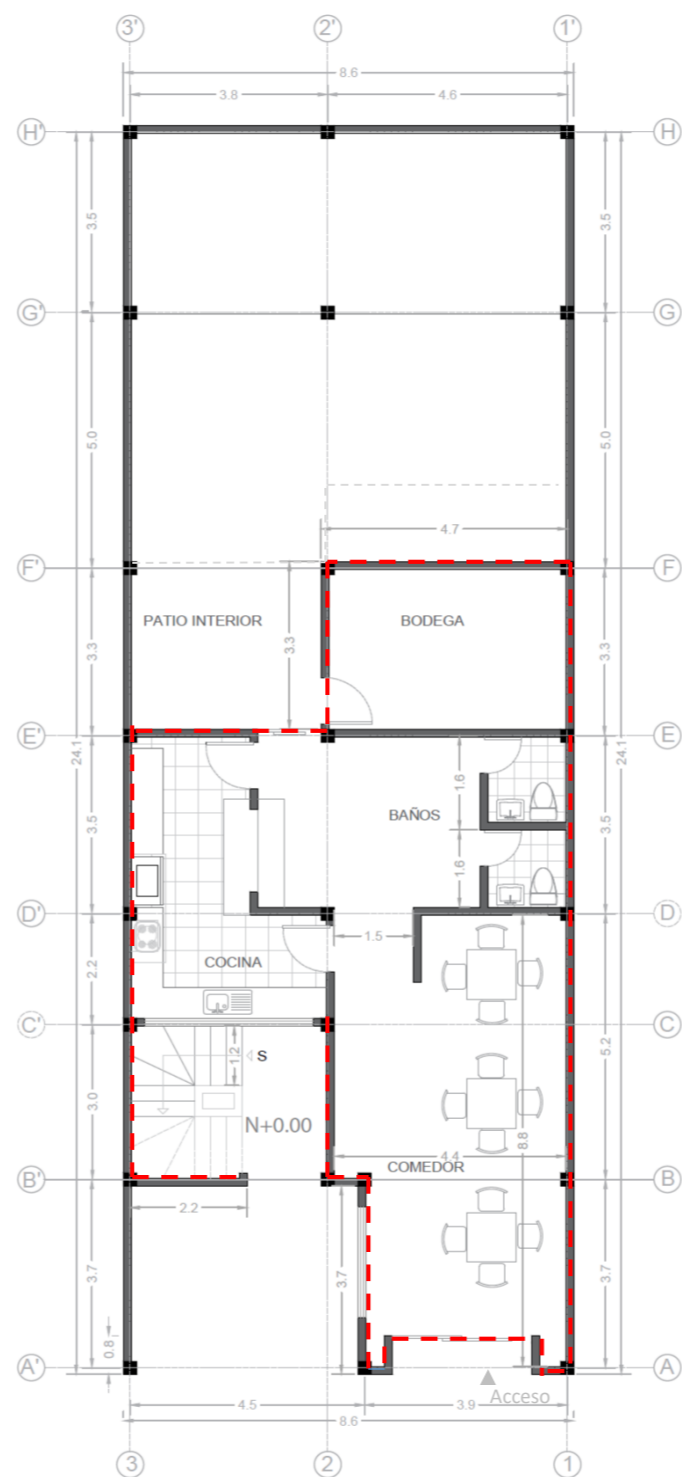 3' 2' 1'
8.6
3.8 4.6
H' H
3.5 3.5
G' G
5.0 5.0
4.7
F' F
PATIO INTERIOR BODEGA
3.3 3.3 3.3
E' E
24.1 24.1
3.5 1.6 3.5
BAÑOS
1.6
D' D
1.5
2.2 COCINA
C' C
1.2 S 5.2
3.0 N+0.00 8.8
4.4
COMEDOR
B' B
2.2
3.7 3.7 3.7
0.8
A' A
Acceso
4.5 3.9
8.6
3 2 1